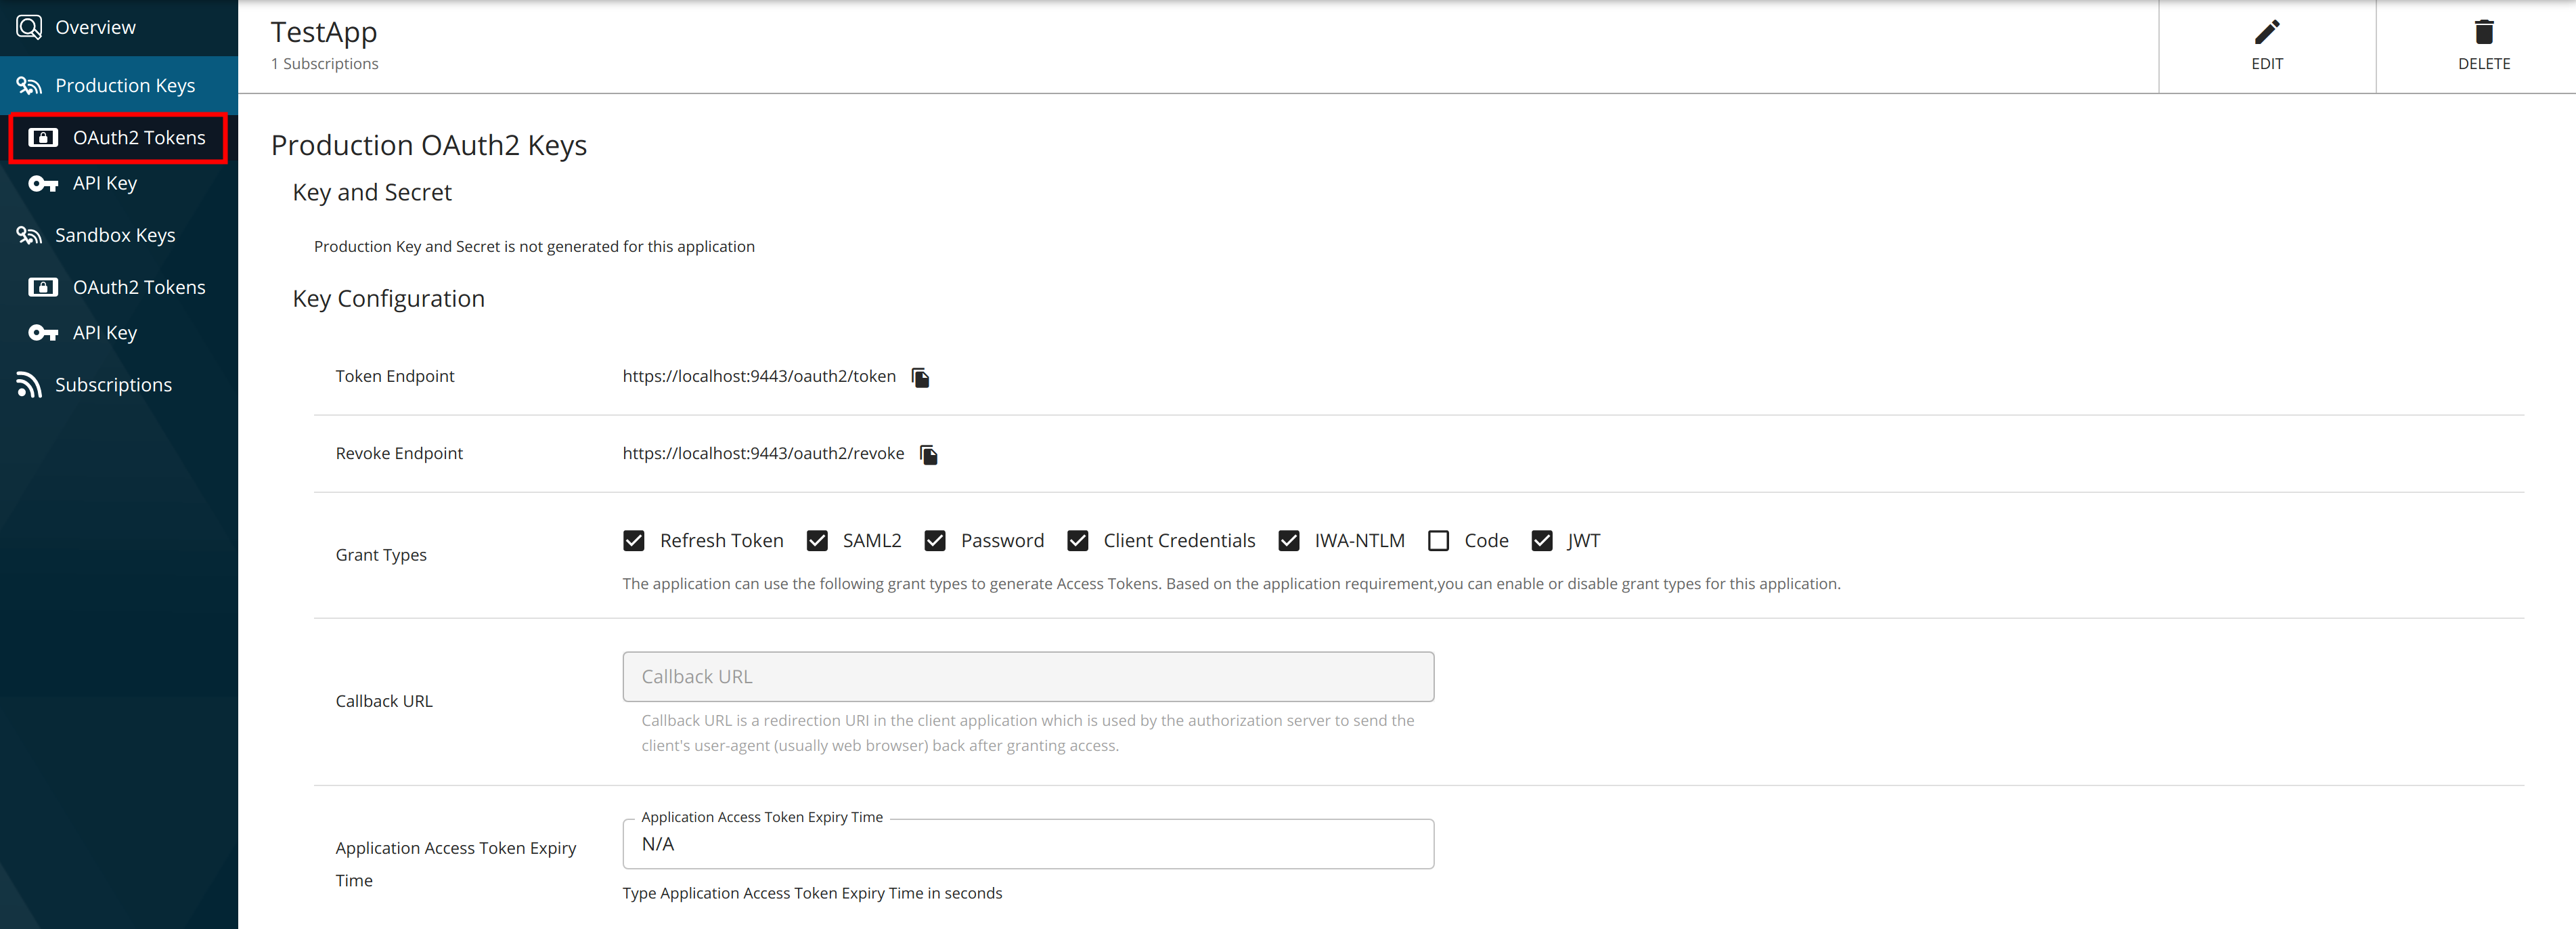 Overview
Production Keys
OAuth2 Tokens
API Key
Sandbox Keys
OAuth2 Tokens
API Key
Subscriptions
TestApp
1 Subscriptions
EDIT
DELETE
Production OAuth2 Keys
Key and Secret
Production Key and Secret is not generated for this application
Key Configuration
Token Endpoint
https://localhost:9443/oauth2/token
Revoke Endpoint
https://localhost:9443/oauth2/revoke
Grant Types
Refresh Token SAML2 Password Client Credentials IWA-NTLM Code JWT
The application can use the following grant types to generate Access Tokens. Based on the application requirement,you can enable or disable grant types for this application.
Callback URL
Callback URL
Callback URL is a redirection URI in the client application which is used by the authorization server to send the
client's user-agent (usually web browser) back after granting access.
Application Access Token Expiry
Time
Application Access Token Expiry Time
N/A
Type Application Access Token Expiry Time in seconds